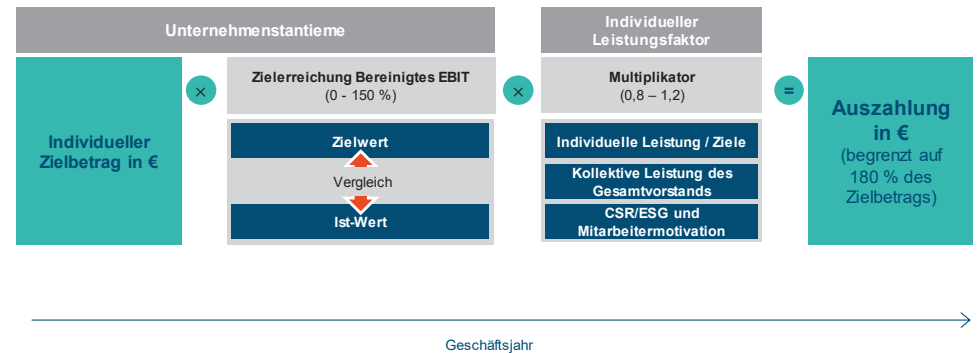 Unternehmenstantieme
Individueller
Leistungsfaktor
Individueller
Zielbetrag in €
×
Zielerreichung Bereinigtes EBIT
(0 - 150 %)
Zielwert
Vergleich
Ist-Wert
×
Multiplikator
(0,8 – 1,2)
Individuelle Leistung / Ziele
Kollektive Leistung des
Gesamtvorstands
CSR/ESG und
Mitarbeitermotivation
=
Auszahlung
in €
(begrenzt auf
180 % des
Zielbetrags)
Geschäftsjahr